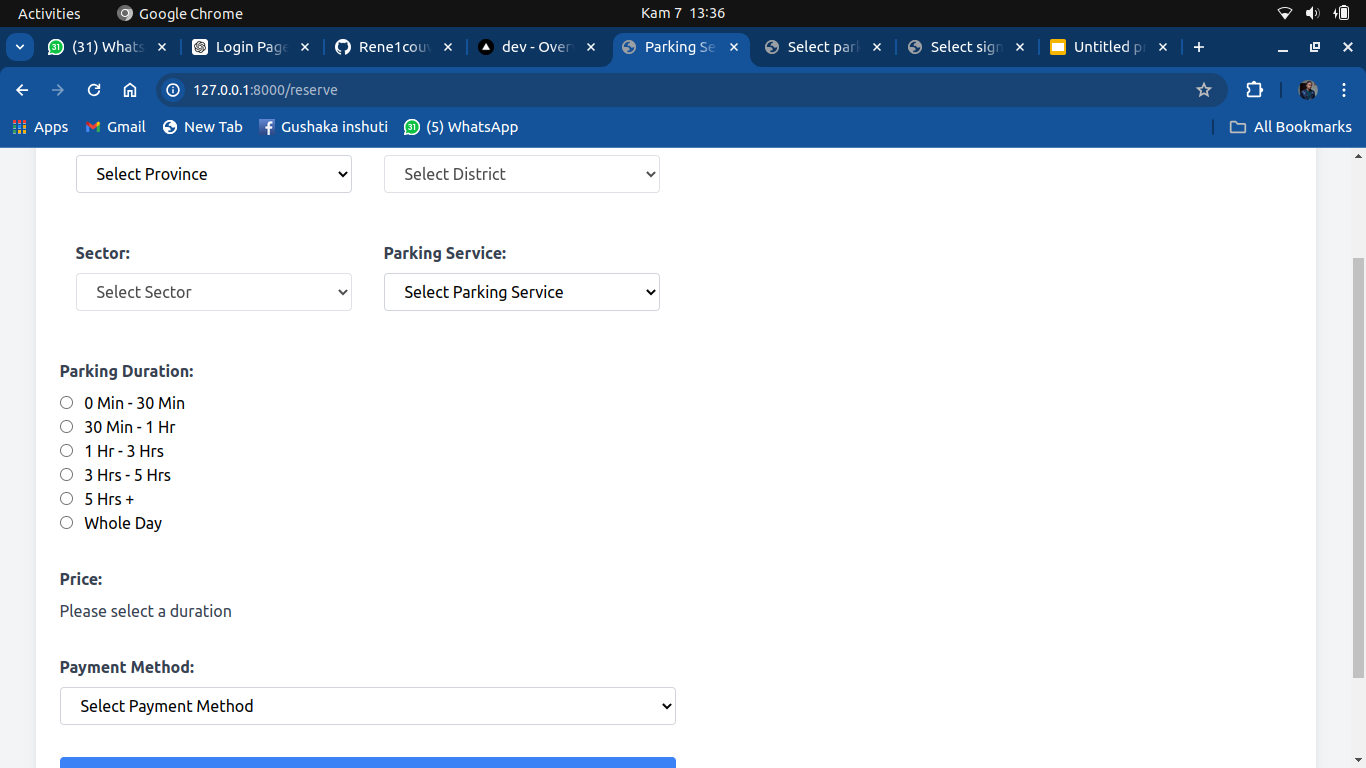 Activities Google Chrome Kam 7 13:36
(31) Whats Login Page Rene1couv dev - Over Parking Se Select park Select sign Untitled pr
127.0.0.1:8000/reserve
Apps Gmail New Tab Gushaka inshuti (5) WhatsApp All Bookmarks
Select Province Select District
Sector: Parking Service:
Select Sector Select Parking Service
Parking Duration:
0 Min - 30 Min
30 Min - 1 Hr
1 Hr - 3 Hrs
3 Hrs - 5 Hrs
5 Hrs +
Whole Day
Price:
Please select a duration
Payment Method:
Select Payment Method